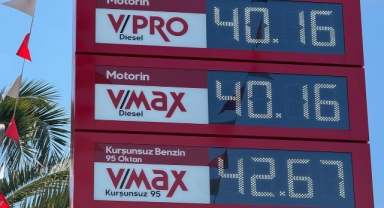 Motorin
V/PRO
Diesel
40.16
Motorin
V/MAX
Diesel
40.16
Kurşunsuz Benzin
95 Oktan
V/MAX
Kurşunsuz 95
42.67